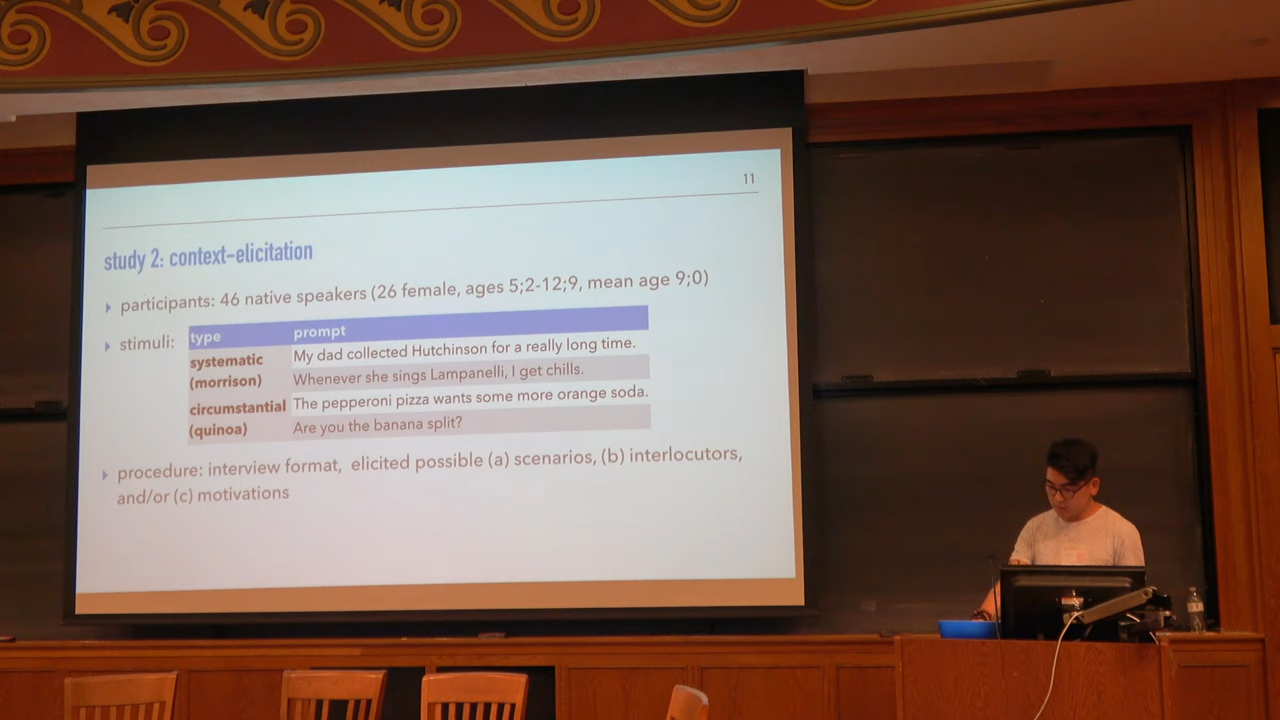 11
study 2: context-elicitation
participants: 46 native speakers (26 female, ages 5;2-12;9, mean age 9;0)
stimuli:
type prompt
systematic (morrison) My dad collected Hutchinson for a really long time.
Whenever she sings Lampanelli, I get chills.
circumstantial (quinoa) The pepperoni pizza wants some more orange soda.
Are you the banana split?
procedure: interview format, elicited possible (a) scenarios, (b) interlocutors,
and/or (c) motivations